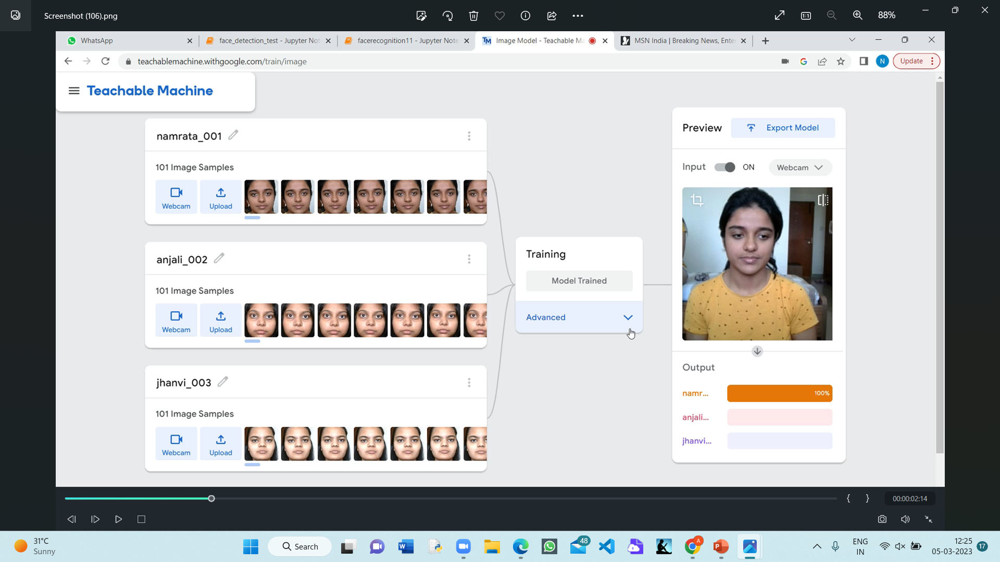 Screenshot (106).png
88%
WhatsApp
face_detection_test - Jupyter Not
facerecognition11 - Jupyter Note
Image Model - Teachable Ma
MSN India | Breaking News, Enter
teachablemachine.withgoogle.com/train/image
N
Update
Teachable Machine
namrata_001
101 Image Samples
Webcam
Upload
anjali_002
101 Image Samples
Webcam
Upload
jhanvi_003
101 Image Samples
Webcam
Upload
Training
Model Trained
Advanced
Preview
Export Model
Input
ON
Webcam
Output
namr...
100%
anjali...
jhanvi...
{ }
00:00:02:14
31°C
Sunny
Search
48
A
ENG
IN
12:25
05-03-2023
17